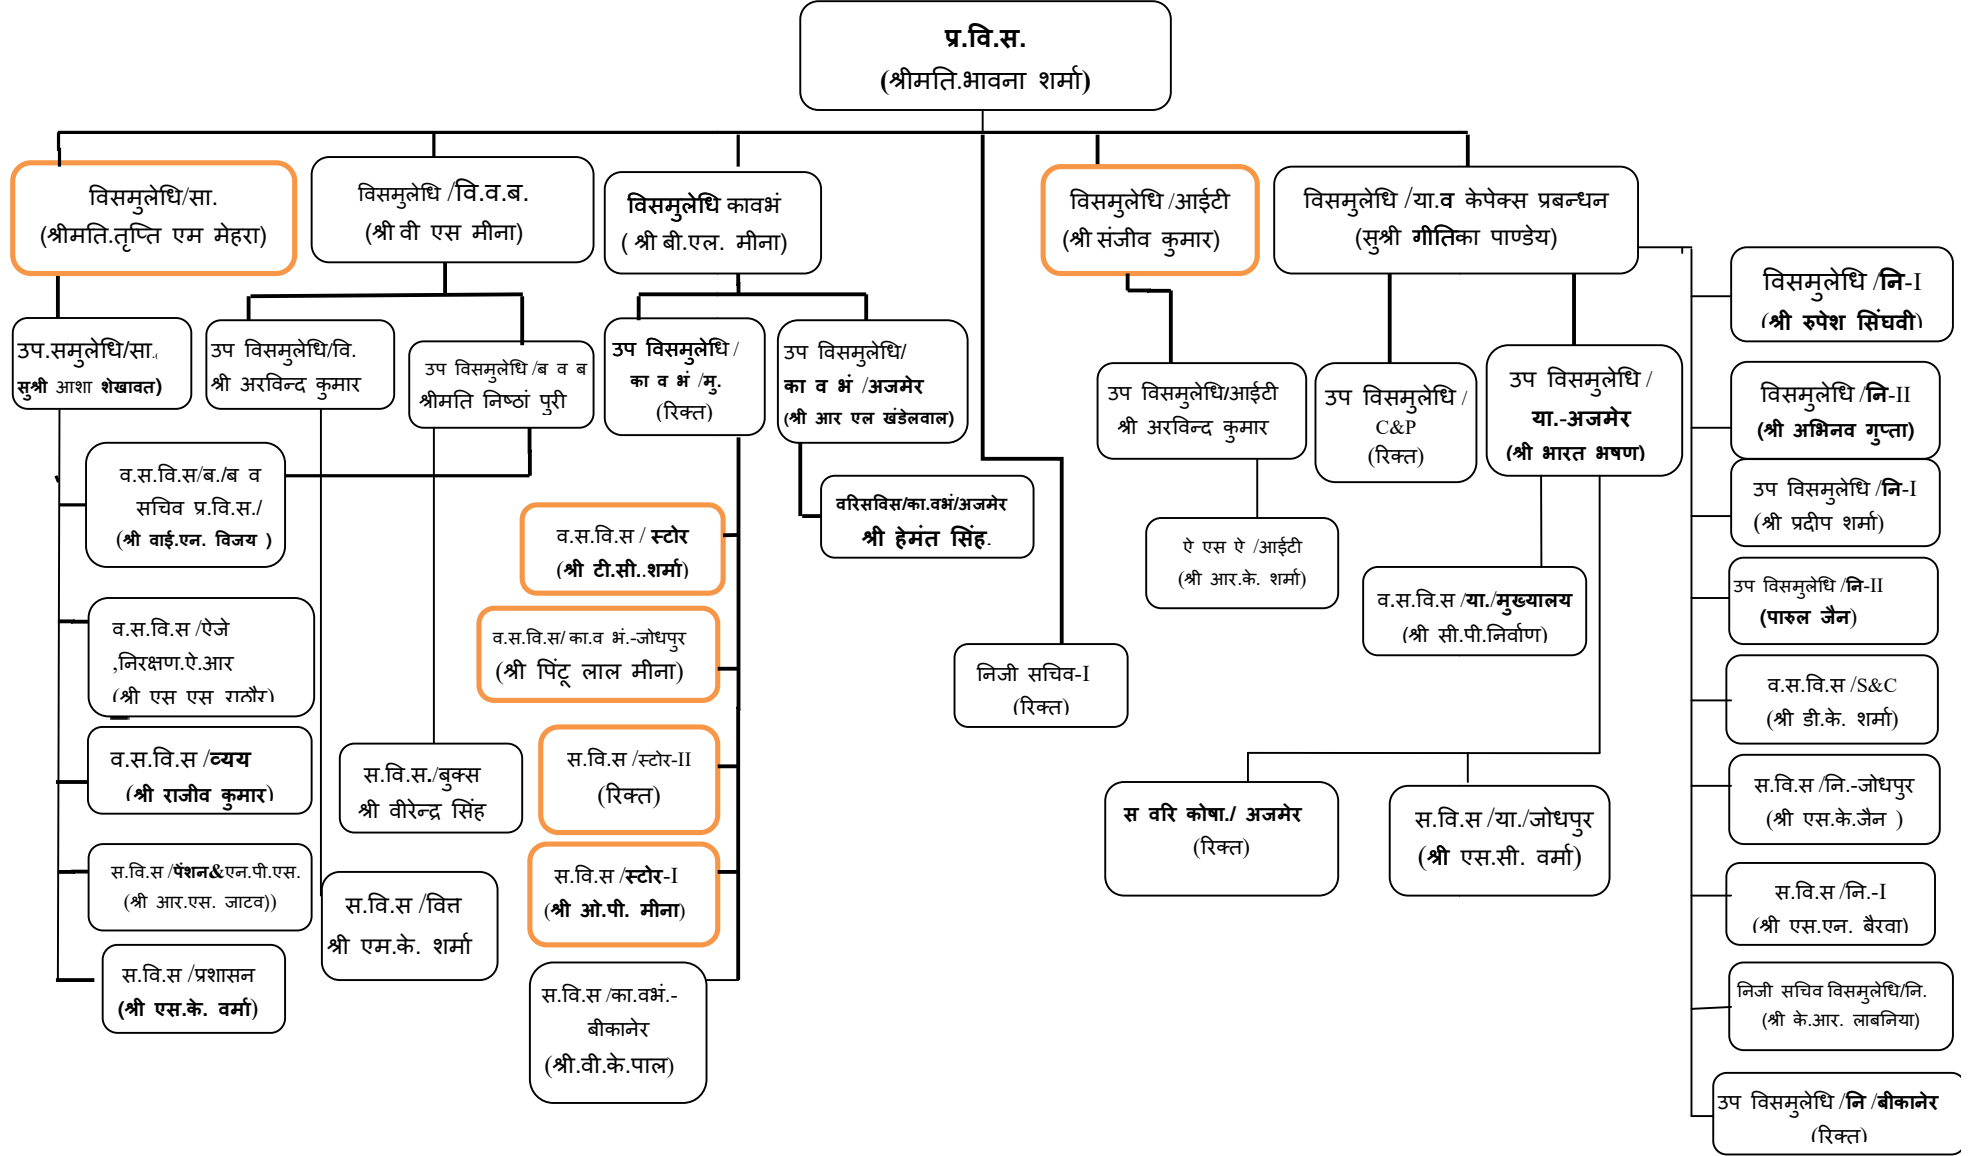 प्र.वि.स.
(श्रीमति.भावना शर्मा)
विसमुलेधि/सा.
(श्रीमति.तृप्ति एम मेहरा)
विसमुलेधि /वि.व.ब.
(श्री वी एस मीना)
विसमुलेधि कावभं
( श्री बी.एल. मीना)
विसमुलेधि /आईटी
(श्री संजीव कुमार)
विसमुलेधि /या.व केपेक्स प्रबन्धन
(सुश्री गीतिका पाण्डेय)
उप.समुलेधि/सा.
सुश्री आशा शेखावत)
उप विसमुलेधि/वि.
श्री अरविन्द कुमार
उप विसमुलेधि /ब व ब
श्रीमति निष्ठां पुरी
उप विसमुलेधि /
का व भं /मु.
(रिक्त)
उप विसमुलेधि/
का व भं /अजमेर
(श्री आर एल खंडेलवाल)
उप विसमुलेधि/आईटी
श्री अरविन्द कुमार
उप विसमुलेधि /
C&P
(रिक्त)
उप विसमुलेधि /
या.-अजमेर
(श्री भारत भषण)
व.स.वि.स/ब./ब व
सचिव प्र.वि.स./
(श्री वाई.एन. विजय )
व.स.वि.स /ऐजे
,निरक्षण.ऐ.आर
(श्री एस एस राठौर)
व.स.वि.स /व्यय
(श्री राजीव कुमार)
स.वि.स /पेंशन&एन.पी.एस.
(श्री आर.एस. जाटव))
स.वि.स /प्रशासन
(श्री एस.के. वर्मा)
स.वि.स./बुक्स
श्री वीरेन्द्र सिंह
स.वि.स /वित्त
श्री एम.के. शर्मा
व.स.वि.स / स्टोर
(श्री टी.सी..शर्मा)
व.स.वि.स/ का.व भं.-जोधपुर
(श्री पिंटू लाल मीना)
स.वि.स /स्टोर-II
(रिक्त)
स.वि.स /स्टोर-I
(श्री ओ.पी. मीना)
स.वि.स /का.वभं.-
बीकानेर
(श्री.वी.के.पाल)
वरिसविस/का.वभं/अजमेर
श्री हेमंत सिंह.
निजी सचिव-I
(रिक्त)
ऐ एस ऐ /आईटी
(श्री आर.के. शर्मा)
व.स.वि.स /या./मुख्यालय
(श्री सी.पी.निर्वाण)
स वरि कोषा./ अजमेर
(रिक्त)
स.वि.स /या./जोधपुर
(श्री एस.सी. वर्मा)
विसमुलेधि /नि-I
(श्री रुपेश सिंघवी)
विसमुलेधि /नि-II
(श्री अभिनव गुप्ता)
उप विसमुलेधि /नि-I
(श्री प्रदीप शर्मा)
उप विसमुलेधि /नि-II
(पारुल जैन)
व.स.वि.स /S&C
(श्री डी.के. शर्मा)
स.वि.स /नि.-जोधपुर
(श्री एस.के.जैन )
स.वि.स /नि.-I
(श्री एस.एन. बैरवा)
निजी सचिव विसमुलेधि/नि.
(श्री के.आर. लाबनिया)
उप विसमुलेधि /नि /बीकानेर
(रिक्त)